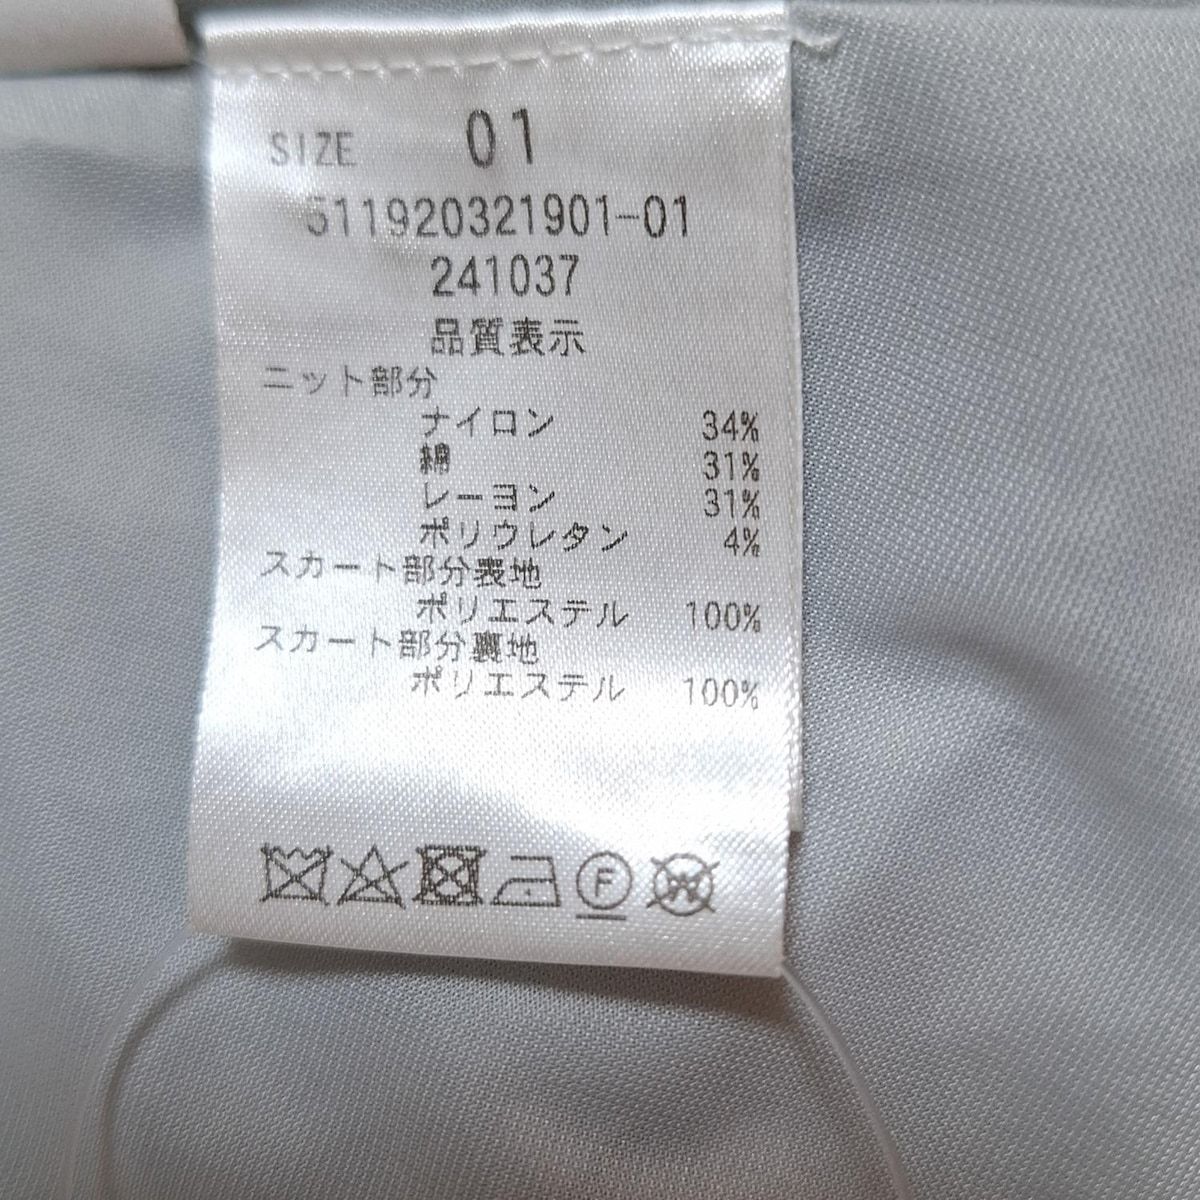 SIZE 01
511920321901-01
241037
品質表示
ニット部分
ナイロン 34%
綿 31%
レーヨン 31%
ポリウレタン 4%
スカート部分表地
ポリエステル 100%
スカート部分裏地
ポリエステル 100%
F W